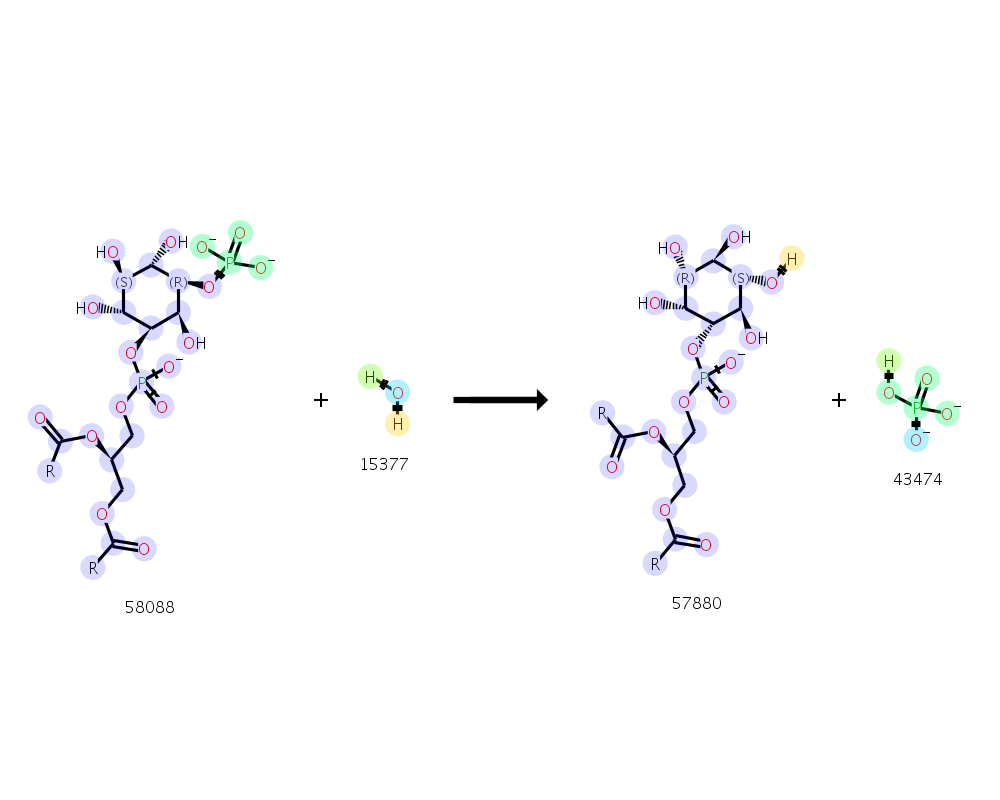 HO OH O⁻ O
(S) (R) P O⁻
O
HO OH
O
O⁻
P
O O
O O
R
O
O
R
58088
+
H
O
H
15377
HO OH H
(R) (S) O
HO
OH
O
O⁻
P
R O O
O
O
O
O
R
57880
+
H
O O
P O⁻
O⁻
43474